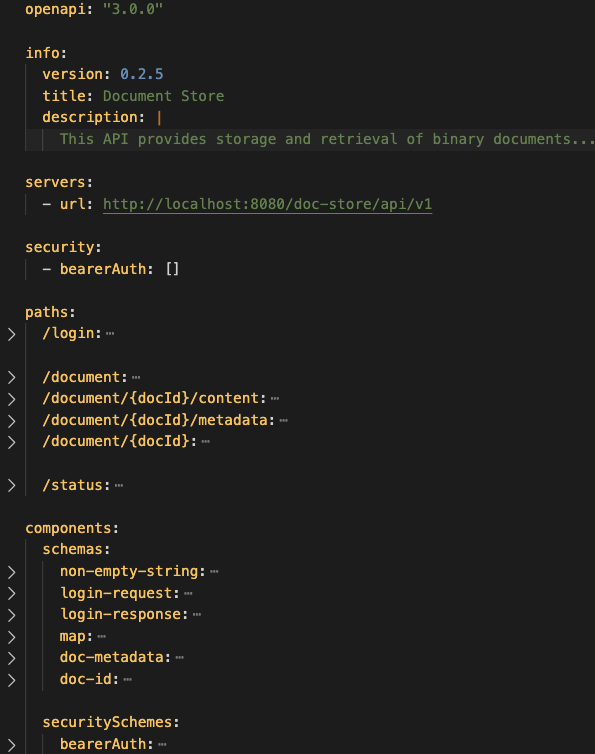 openapi: "3.0.0"
info:
version: 0.2.5
title: Document Store
description: |
This API provides storage and retrieval of binary documents...
servers:
- url: http://localhost:8080/doc-store/api/v1
security:
- bearerAuth: []
paths:
/login:⋯
/document:⋯
/document/{docId}/content:⋯
/document/{docId}/metadata:⋯
/document/{docId}:⋯
/status:⋯
components:
schemas:
non-empty-string:⋯
login-request:⋯
login-response:⋯
map:⋯
doc-metadata:⋯
doc-id:⋯
securitySchemes:
bearerAuth:⋯